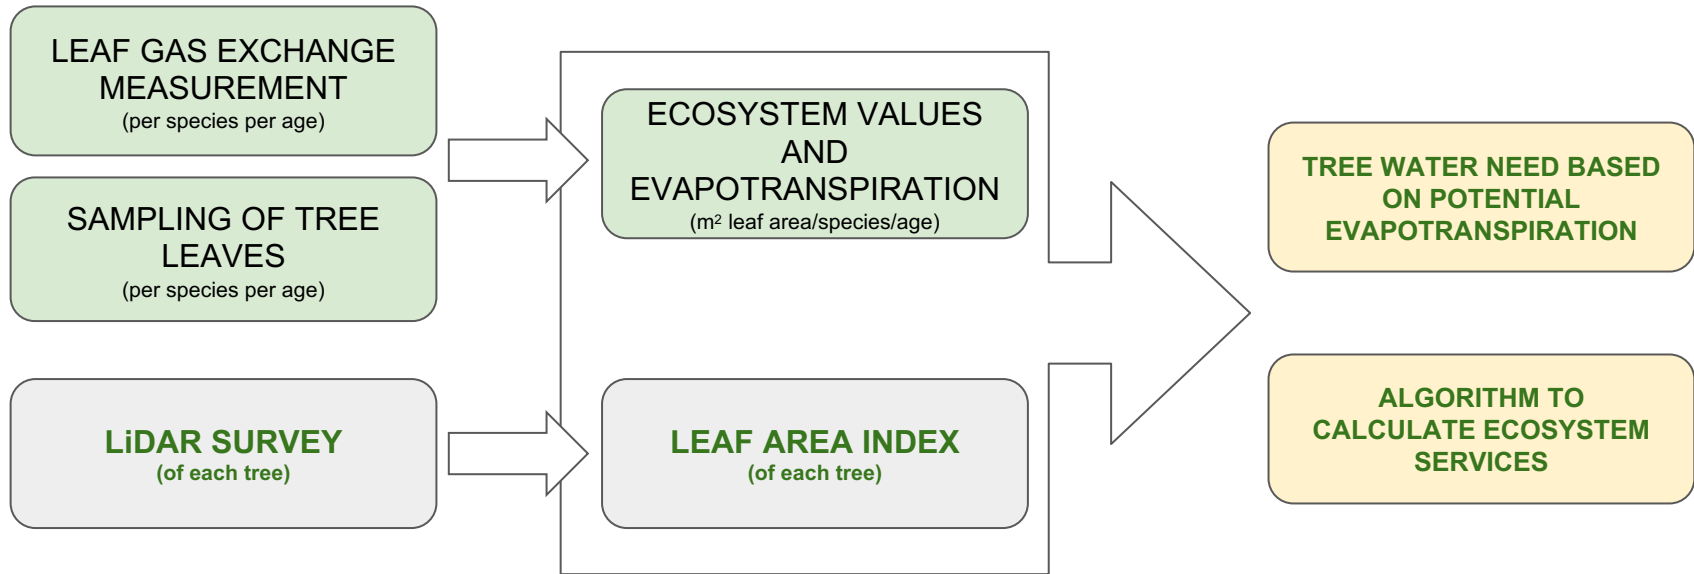 LEAF GAS EXCHANGE
MEASUREMENT
(per species per age)
SAMPLING OF TREE
LEAVES
(per species per age)
LiDAR SURVEY
(of each tree)
ECOSYSTEM VALUES
AND
EVAPOTRANSPIRATION
(m² leaf area/species/age)
LEAF AREA INDEX
(of each tree)
TREE WATER NEED BASED
ON POTENTIAL
EVAPOTRANSPIRATION
ALGORITHM TO
CALCULATE ECOSYSTEM
SERVICES